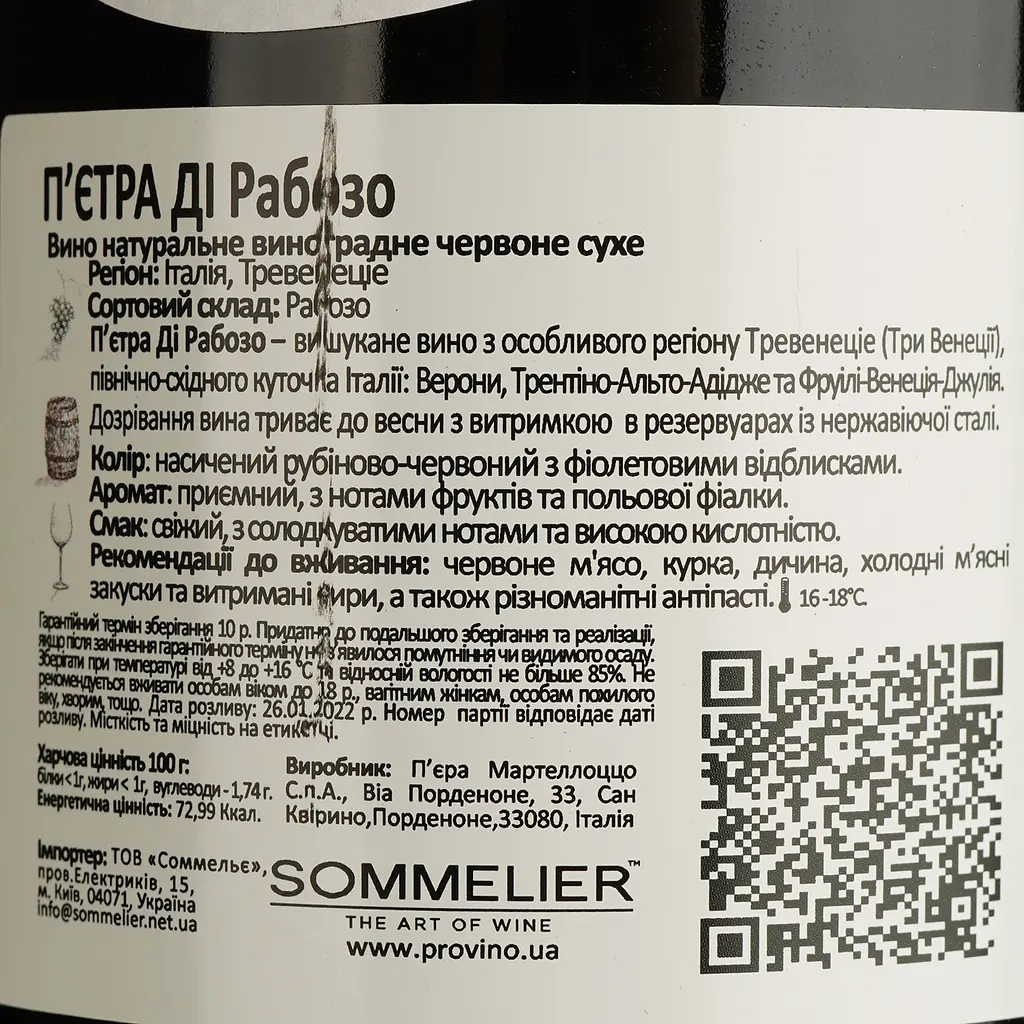 П'ЄТРА ДІ Рабозо
Вино натуральне виноградне червоне сухе
Регіон: Італія, Тревенеціє
Сортовий склад: Рабозо
П'єтра Ді Рабозо – вишукане вино з особливого регіону Тревенеціє (Три Венеції),
північно-східного куточка Італії: Верони, Трентіно-Альто-Адідже та Фруілі-Венеція-Джулія.
Дозрівання вина триває до весни з витримкою в резервуарах із нержавіючої сталі.
Колір: насичений рубіново-червоний з фіолетовими відблисками.
Аромат: приємний, з нотами фруктів та польової фіалки.
Смак: свіжий, з солодкуватими нотами та високою кислотністю.
Рекомендації до вживання: червоне м'ясо, курка, дичина, холодні м'ясні
закуски та витримані сири, а також різноманітні антіпасті. 16 -18°C
Гарантійний термін зберігання 10 р. Придатно до подальшого зберігання та реалізації,
якщо після закінчення гарантійного терміну не з'явилося помутніння чи видимого осаду.
Зберігати при температурі від +8 до +16 °C та відносній вологості не більше 85%. Не
рекомендується вживати особам віком до 18 р., вагітним жінкам, особам похилого
віку, хворим, тощо. Дата розливу: 26.01.2022 р. Номер партії відповідає даті
розливу. Місткість та міцність на етикетці.
Харчова цінність 100 г:
білки < 1г, жири < 1г, вуглеводи - 1,74 г.
Енергетична цінність: 72,99 Ккал.
Виробник: П'єра Мартеллоццо
С.п.А., Віа Порденоне, 33, Сан
Квірино,Порденоне,33080, Італія
Імпортер: ТОВ «Соммельє»,
пров.Електриків, 15,
м. Київ, 04071, Україна
info@sommelier.net.ua
SOMMELIER™
THE ART OF WINE
www.provino.ua